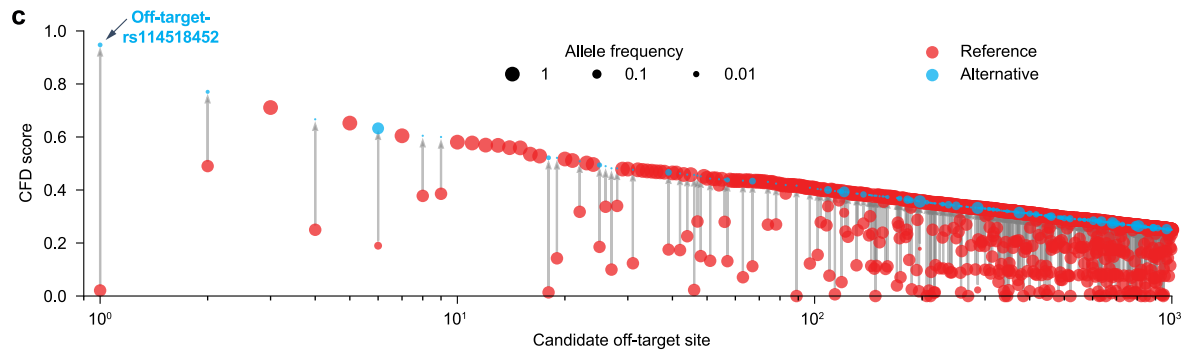 c
Off-target-
rs114518452
Allele frequency
1 0.1 0.01
Reference
Alternative
CFD score
1.0
0.8
0.6
0.4
0.2
0.0
10⁰ 10¹ 10² 10³
Candidate off-target site